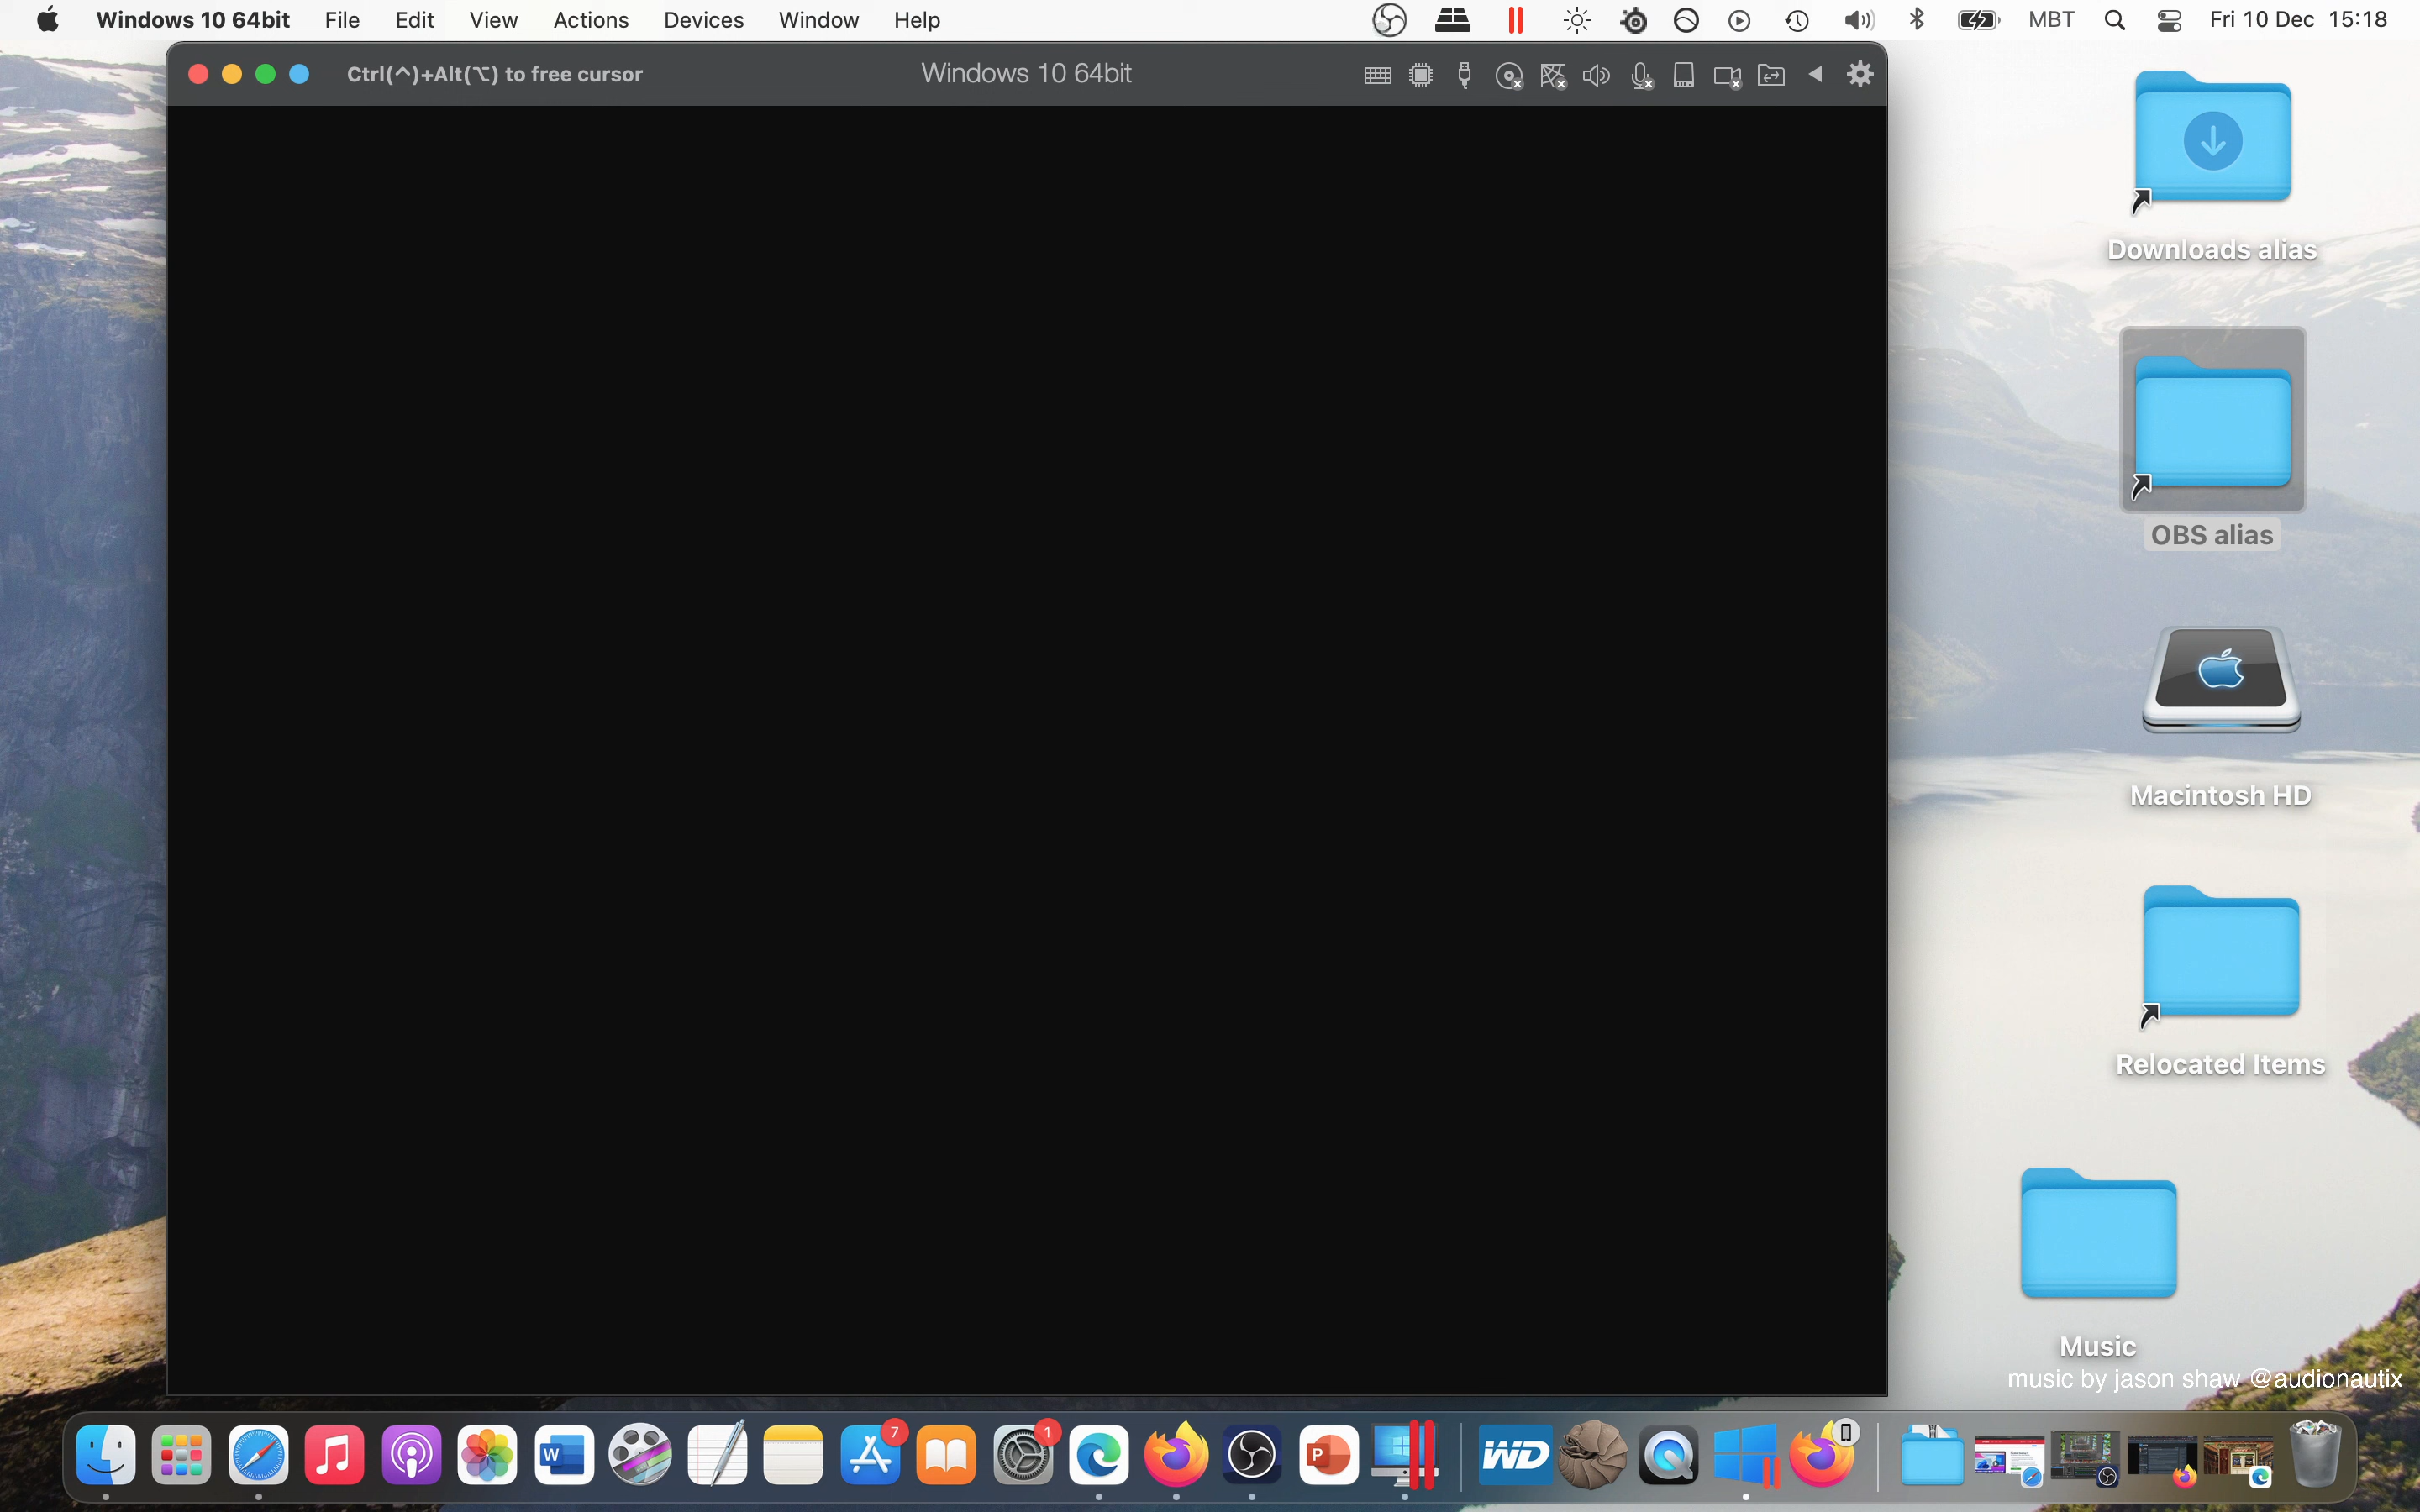 Windows 10 64bit File Edit View Actions Devices Window Help MBT Fri 10 Dec 15:18
Ctrl(^)+Alt(⌥) to free cursor Windows 10 64bit
Downloads alias
OBS alias
Macintosh HD
Relocated Items
Music
music by jason shaw @audionautix
7
1
W
P
WD